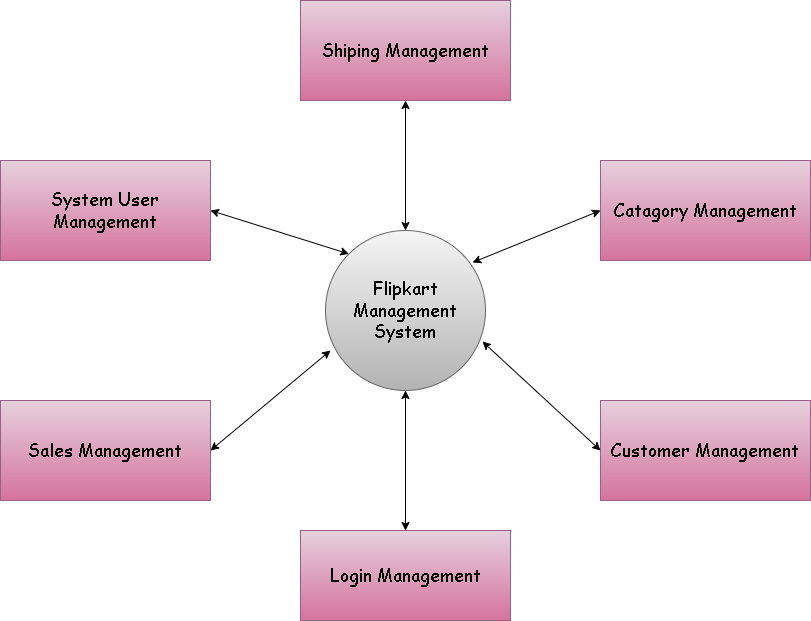 Shiping Management
System User
Management
Catagory Management
Flipkart
Management
System
Sales Management
Customer Management
Login Management